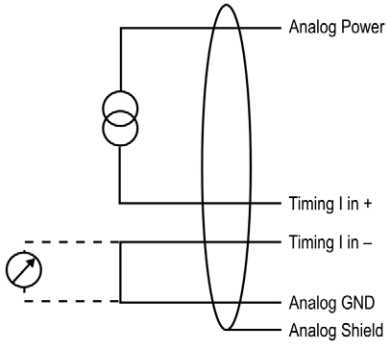 Analog Power
Timing I in +
Timing I in –
Analog GND
Analog Shield